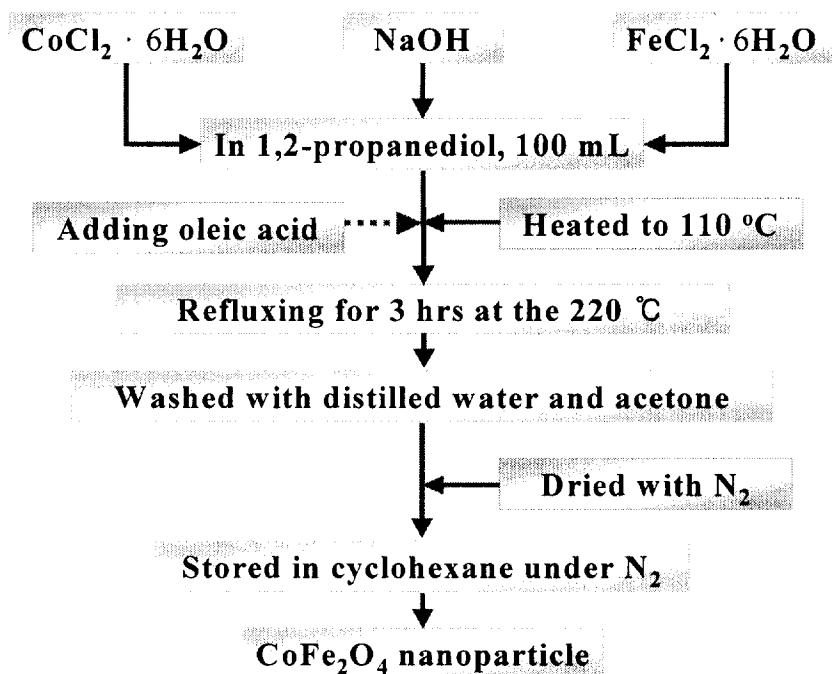 CoCl₂ · 6H₂O NaOH FeCl₂ · 6H₂O
In 1,2-propanediol, 100 mL
Adding oleic acid Heated to 110 °C
Refluxing for 3 hrs at the 220 ℃
Washed with distilled water and acetone
Dried with N₂
Stored in cyclohexane under N₂
CoFe₂O₄ nanoparticle